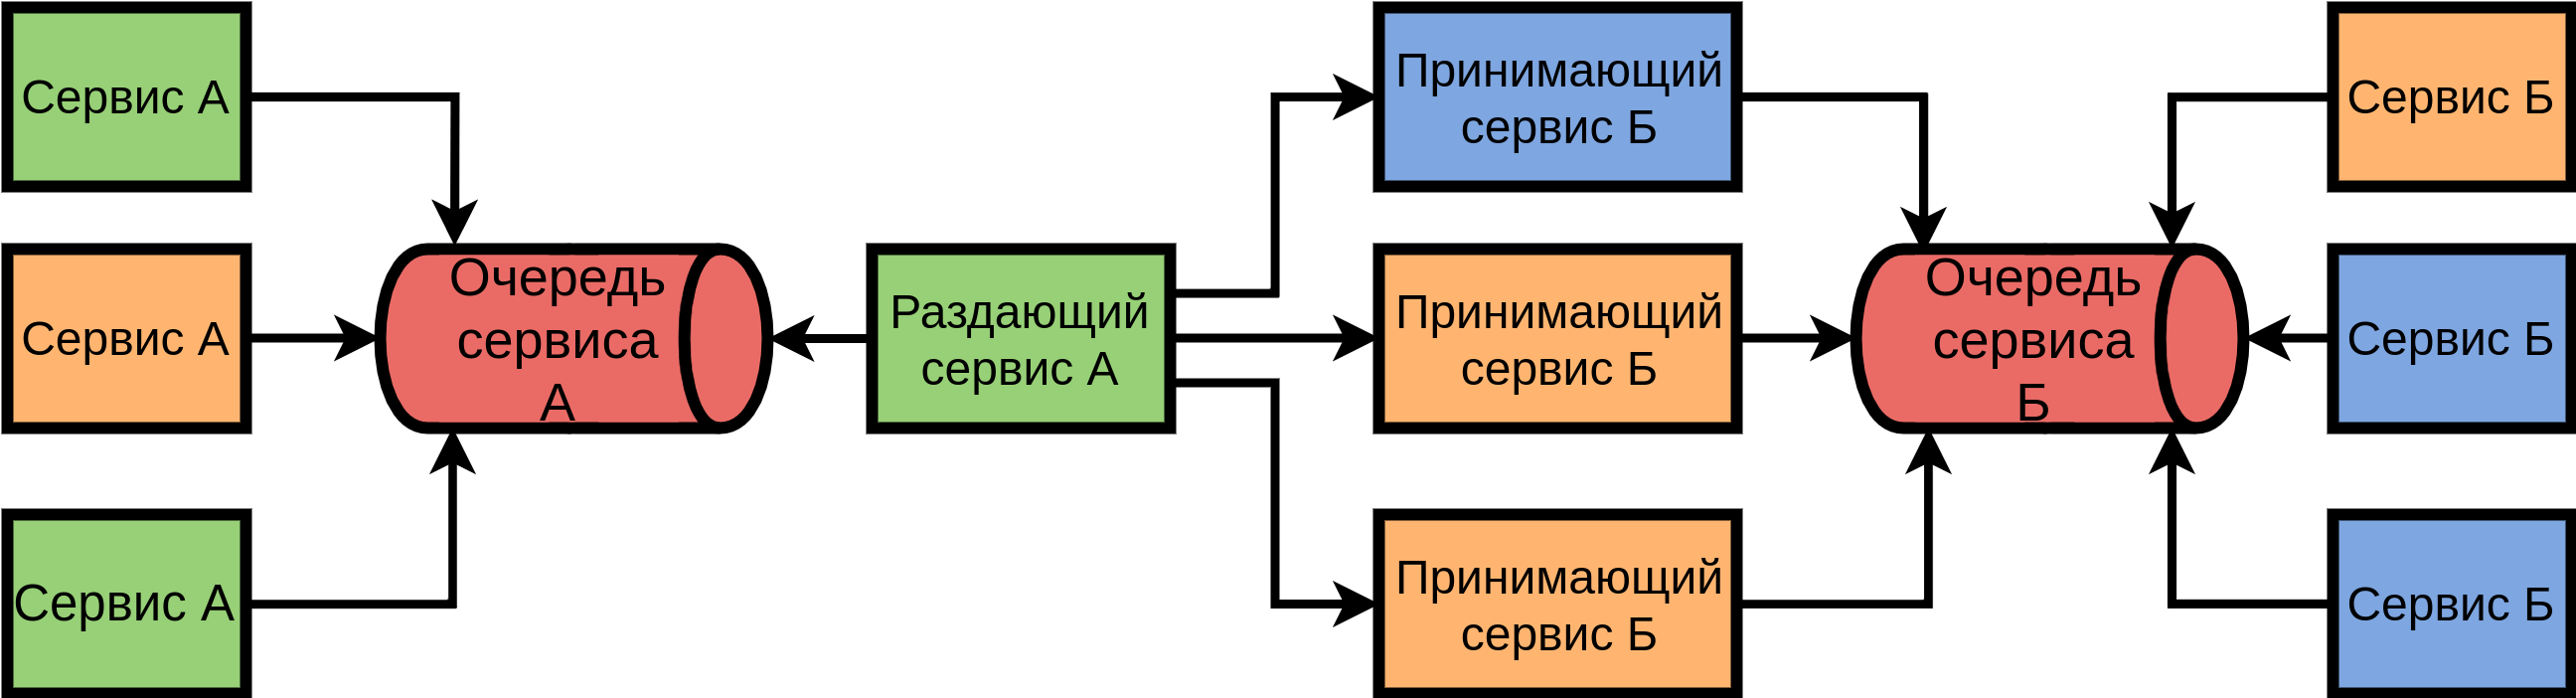 Сервис А
Сервис А
Сервис А
Очередь
сервиса
А
Раздающий
сервис А
Принимающий
сервис Б
Принимающий
сервис Б
Принимающий
сервис Б
Очередь
сервиса
Б
Сервис Б
Сервис Б
Сервис Б